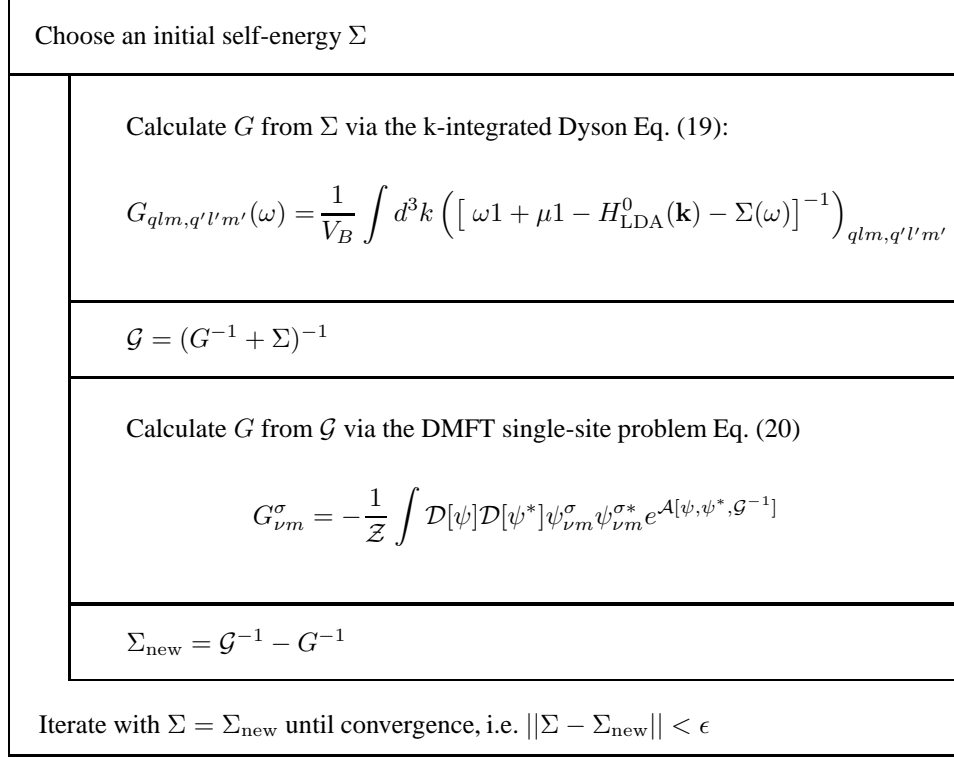 Choose an initial self-energy Σ
Calculate G from Σ via the k-integrated Dyson Eq. (19):
G_{qlm,q'l'm'}(ω) = \frac{1}{V_B} ∫ d^3k ([ ω1 + μ1 − H^0_{LDA}(k) − Σ(ω)]^{−1})_{qlm,q'l'm'}
𝒢 = (G^{−1} + Σ)^{−1}
Calculate G from 𝒢 via the DMFT single-site problem Eq. (20)
G^σ_{νm} = −\frac{1}{𝒵} ∫ 𝒟[ψ]𝒟[ψ^*]ψ^σ_{νm}ψ^{σ*}_{νm}e^{𝒜[ψ,ψ^*,𝒢^{−1}]}
Σ_{new} = 𝒢^{−1} − G^{−1}
Iterate with Σ = Σ_{new} until convergence, i.e. ||Σ − Σ_{new}|| < ϵ